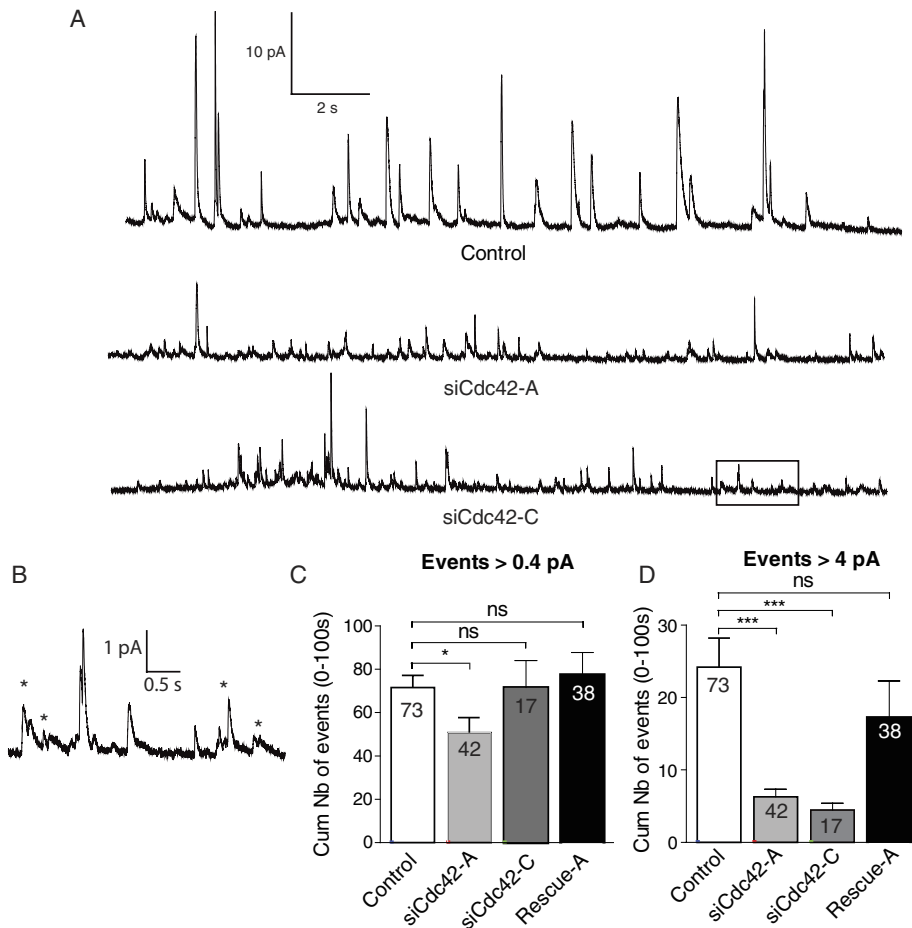 A
10 pA
2 s
Control
siCdc42-A
siCdc42-C
B
1 pA
0.5 s
*
*
*
*
C
Events > 0.4 pA
ns
ns
*
Cum Nb of events (0-100s)
100
80
60
40
20
0
73
42
17
38
Control
siCdc42-A
siCdc42-C
Rescue-A
D
Events > 4 pA
ns
***
***
Cum Nb of events (0-100s)
30
20
10
0
73
42
17
38
Control
siCdc42-A
siCdc42-C
Rescue-A